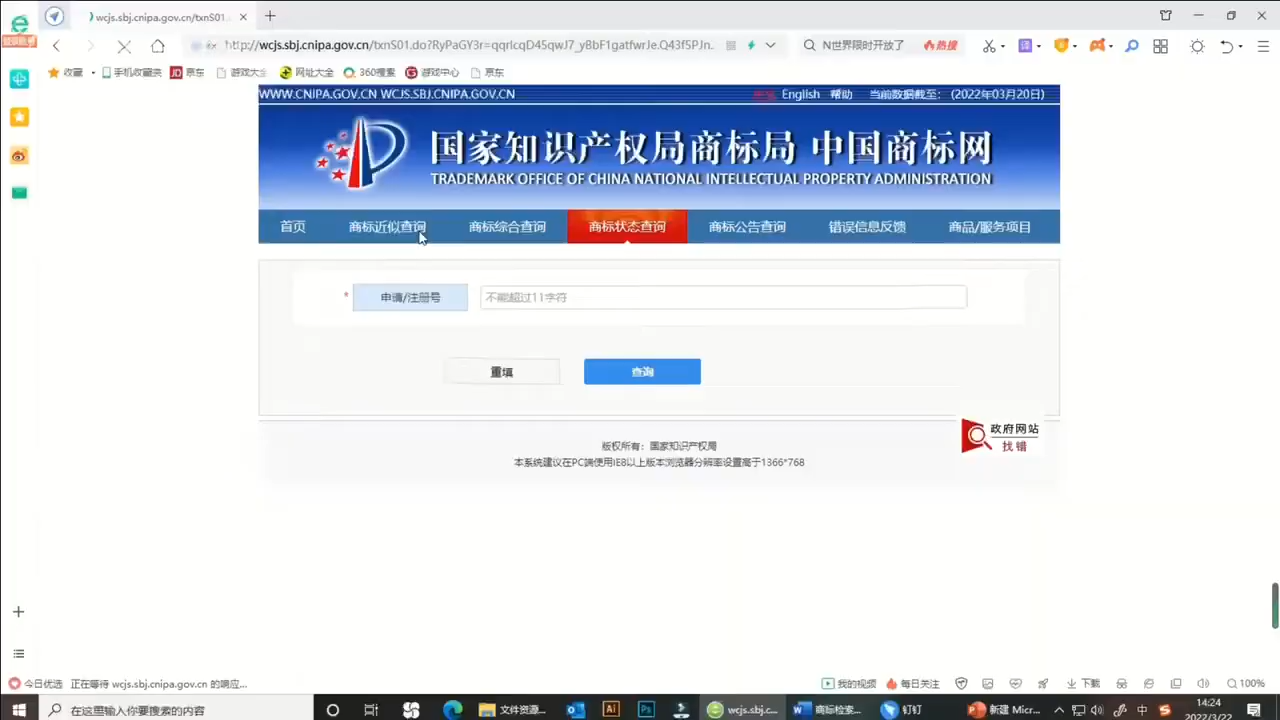 wcjs.sbj.cnipa.gov.cn/txnS01.
http://wcjs.sbj.cnipa.gov.cn/txnS01.do?RyPaGY3r=qqrlcqD45qwJ7_yBbF1gatfwrJe.Q43f5PJn.
N世界限时开放了
热搜
收藏
手机收藏夹
JD 京东
游戏大全
网址大全
360搜索
游戏中心
京东
WWW.CNIPA.GOV.CN WCJS.SBJ.CNIPA.GOV.CN
English 帮助 当前数据截至: (2022年03月20日)
国家知识产权局商标局 中国商标网
TRADEMARK OFFICE OF CHINA NATIONAL INTELLECTUAL PROPERTY ADMINISTRATION
首页 商标近似查询 商标综合查询 商标状态查询 商标公告查询 错误信息反馈 商品/服务项目
* 申请/注册号 不能超过11字符
重填 查询
政府网站
找错
版权所有：国家知识产权局
本系统建议在PC端使用IE8以上版本浏览器分辨率设置高于1366*768
今日优选 正在等待 wcjs.sbj.cnipa.gov.cn 的响应...
我的视频 每日关注 下载 100%
在这里输入你要搜索的内容
文件资源...
Ai
Ps
wcjs.sbj.c...
商标检索...
钉钉
新建 Micr...
中
14:24
2022/3/22